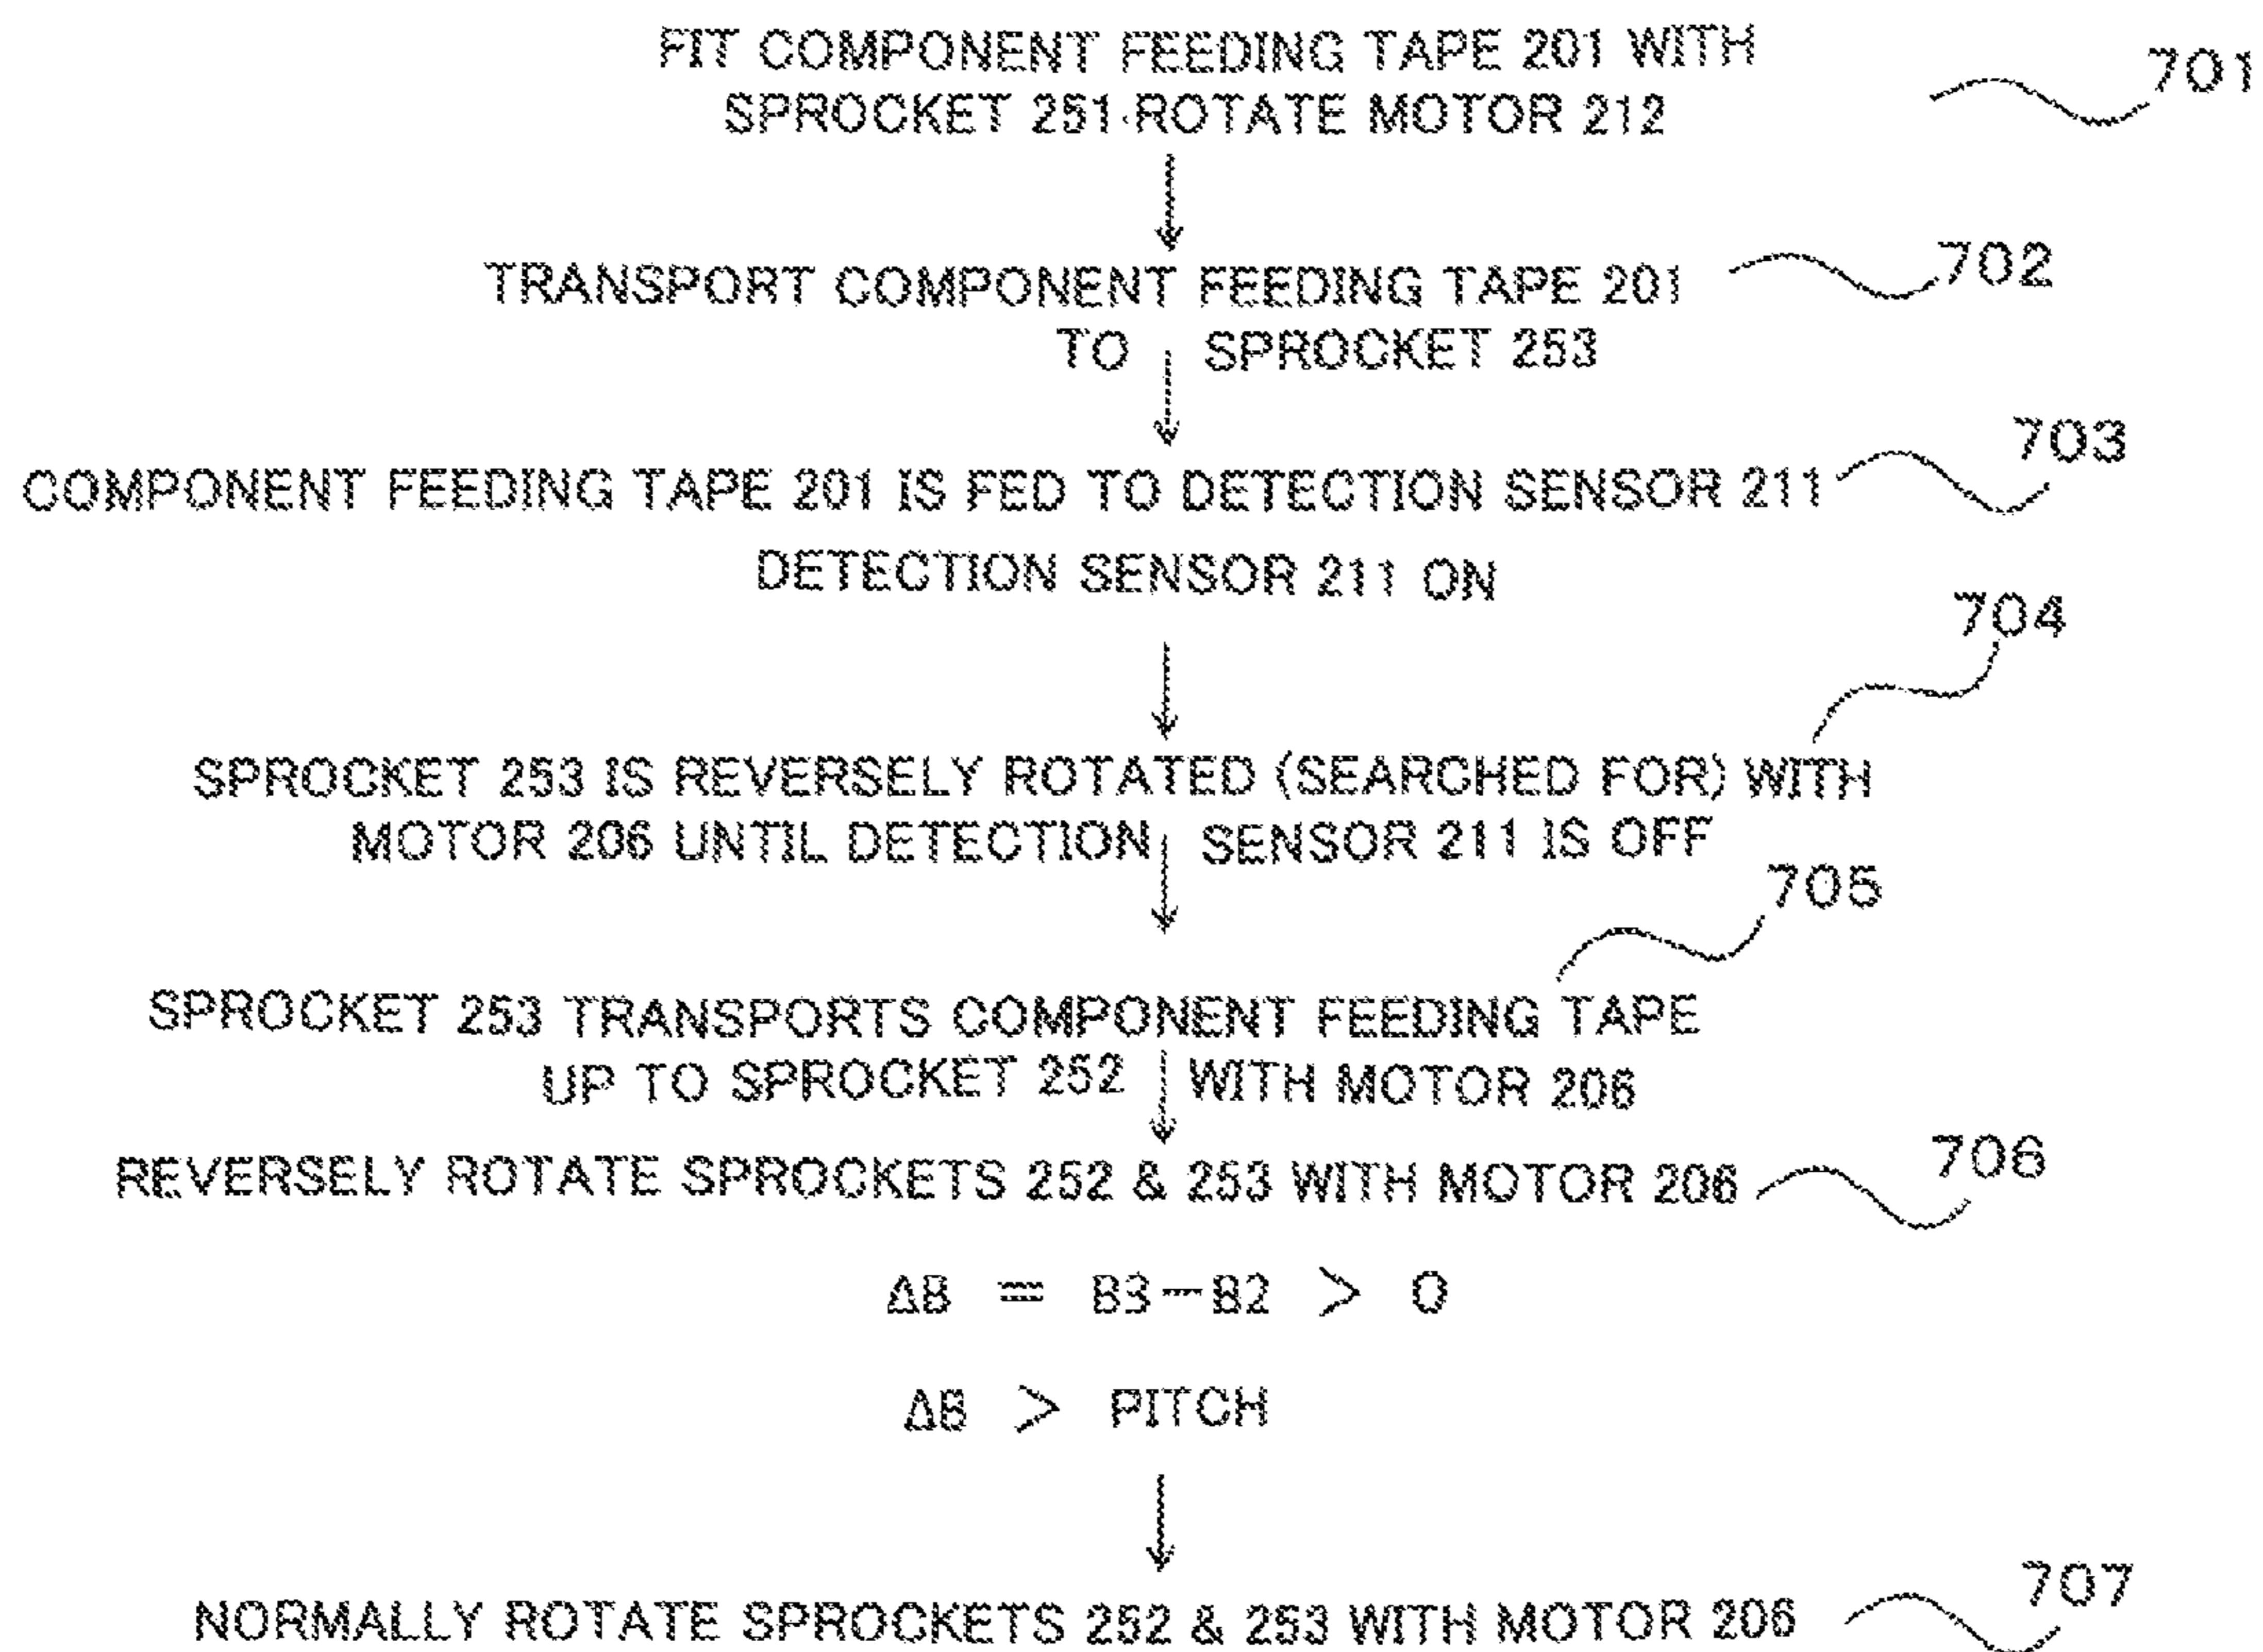 FIT COMPONENT FEEDING TAPE 201 WITH
SPROCKET 251·ROTATE MOTOR 212
701
TRANSPORT COMPONENT FEEDING TAPE 201
702
TO SPROCKET 253
703
COMPONENT FEEDING TAPE 201 IS FED TO DETECTION SENSOR 211
DETECTION SENSOR 211 ON
704
SPROCKET 253 IS REVERSELY ROTATED (SEARCHED FOR) WITH
MOTOR 206 UNTIL DETECTION SENSOR 211 IS OFF
705
SPROCKET 253 TRANSPORTS COMPONENT FEEDING TAPE
UP TO SPROCKET 252 WITH MOTOR 206
REVERSELY ROTATE SPROCKETS 252 & 253 WITH MOTOR 206
706
ΔB = B3-B2 > 0
ΔB > PITCH
NORMALLY ROTATE SPROCKETS 252 & 253 WITH MOTOR 206
707